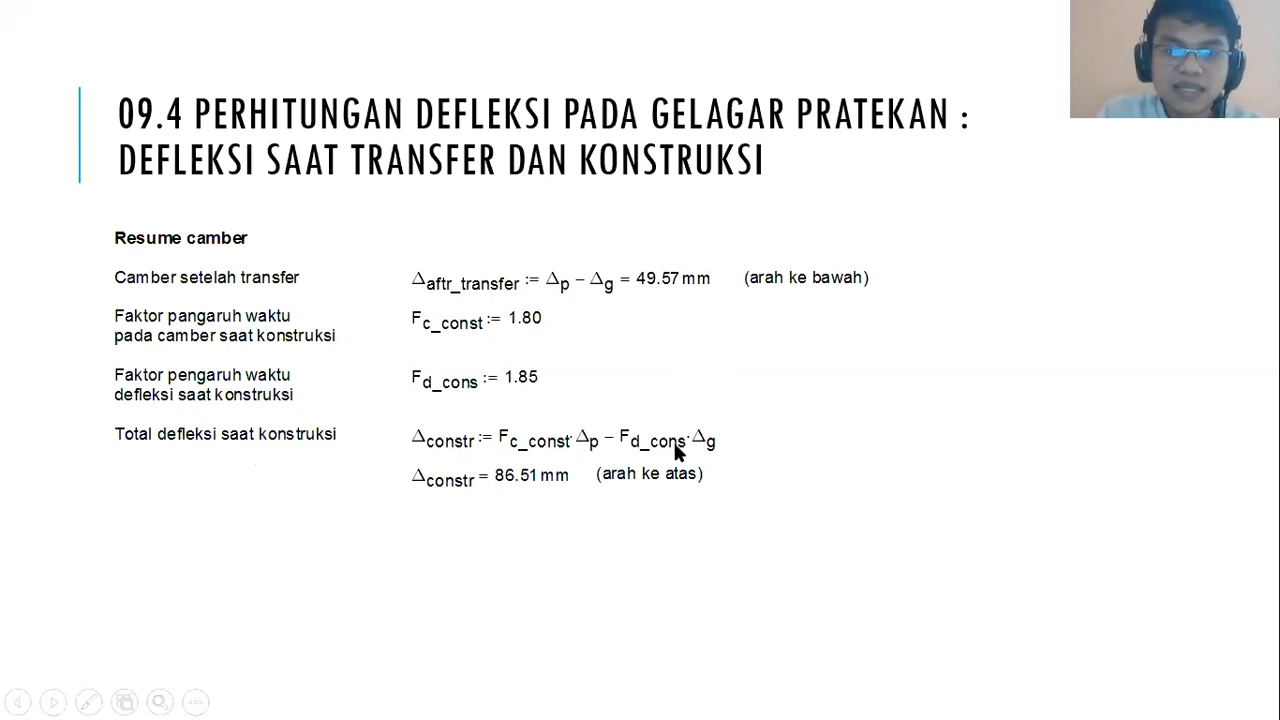 09.4 PERHITUNGAN DEFLEKSI PADA GELAGAR PRATEKAN :
DEFLEKSI SAAT TRANSFER DAN KONSTRUKSI
Resume camber
Camber setelah transfer Δaftr_transfer := Δp − Δg = 49.57 mm (arah ke bawah)
Faktor pangaruh waktu
pada camber saat konstruksi Fc_const := 1.80
Faktor pengaruh waktu
defleksi saat konstruksi Fd_cons := 1.85
Total defleksi saat konstruksi Δconstr := Fc_const·Δp − Fd_cons·Δg
Δconstr = 86.51 mm (arah ke atas)